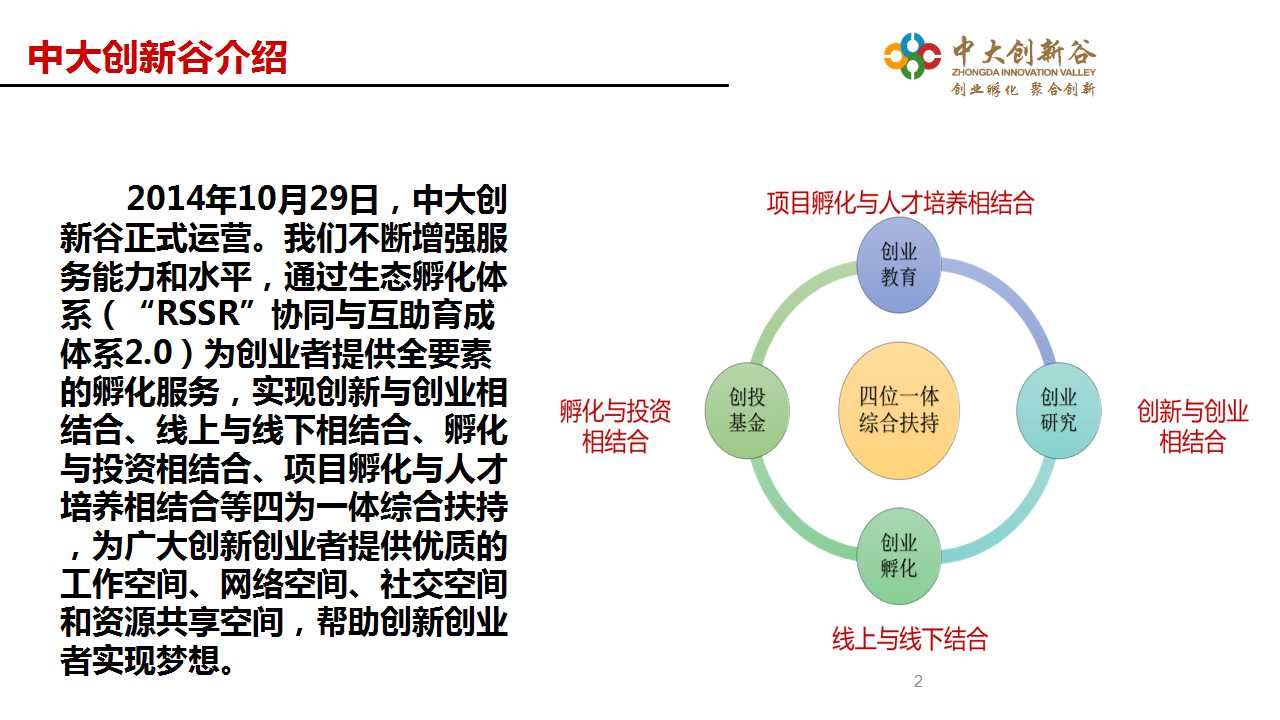 中大创新谷介绍
中大创新谷
ZHONGDA INNOVATION VALLEY
创业孵化 聚合创新
2014年10月29日，中大创
新谷正式运营。我们不断增强服
务能力和水平，通过生态孵化体
系（“RSSR”协同与互助育成
体系2.0）为创业者提供全要素
的孵化服务，实现创新与创业相
结合、线上与线下相结合、孵化
与投资相结合、项目孵化与人才
培养相结合等四为一体综合扶持
，为广大创新创业者提供优质的
工作空间、网络空间、社交空间
和资源共享空间，帮助创新创业
者实现梦想。
项目孵化与人才培养相结合
创业
教育
孵化与投资
相结合
创投
基金
四位一体
综合扶持
创业
研究
创新与创业
相结合
创业
孵化
线上与线下结合
2